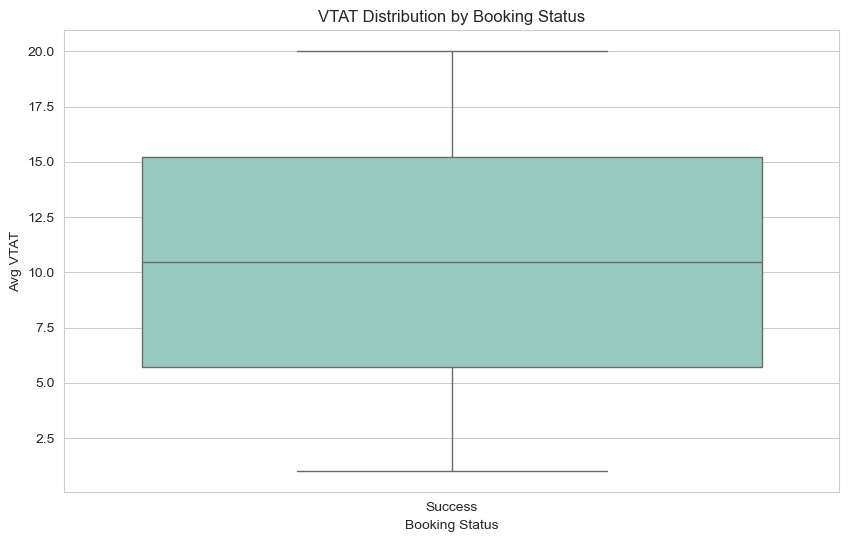 VTAT Distribution by Booking Status
20.0
17.5
15.0
12.5
10.0
7.5
5.0
2.5
Avg VTAT
Success
Booking Status